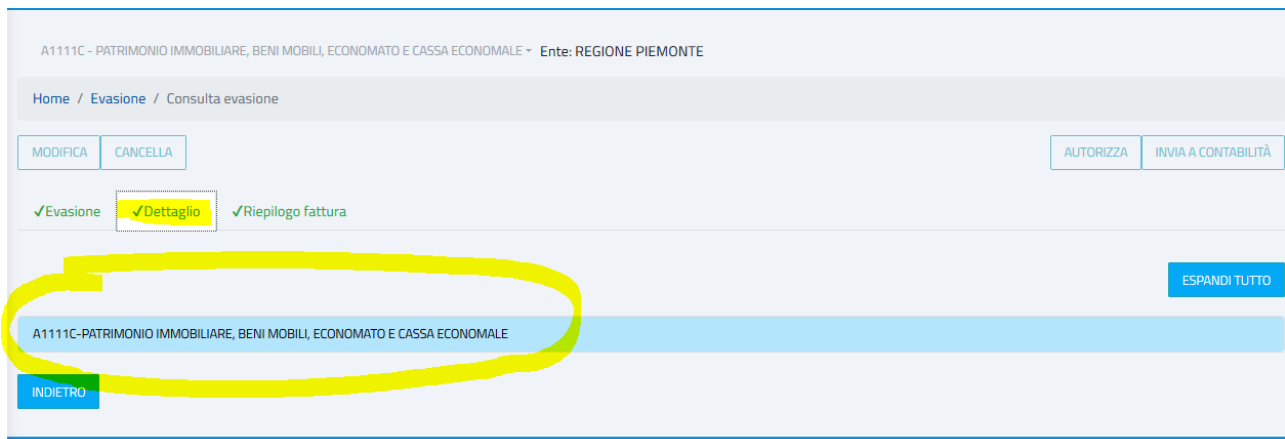 A1111C - PATRIMONIO IMMOBILIARE, BENI MOBILI, ECONOMATO E CASSA ECONOMALE Ente: REGIONE PIEMONTE
Home / Evasione / Consulta evasione
MODIFICA CANCELLA AUTORIZZA INVIA A CONTABILITÀ
✓Evasione ✓Dettaglio ✓Riepilogo fattura
ESPANDI TUTTO
A1111C-PATRIMONIO IMMOBILIARE, BENI MOBILI, ECONOMATO E CASSA ECONOMALE
INDIETRO